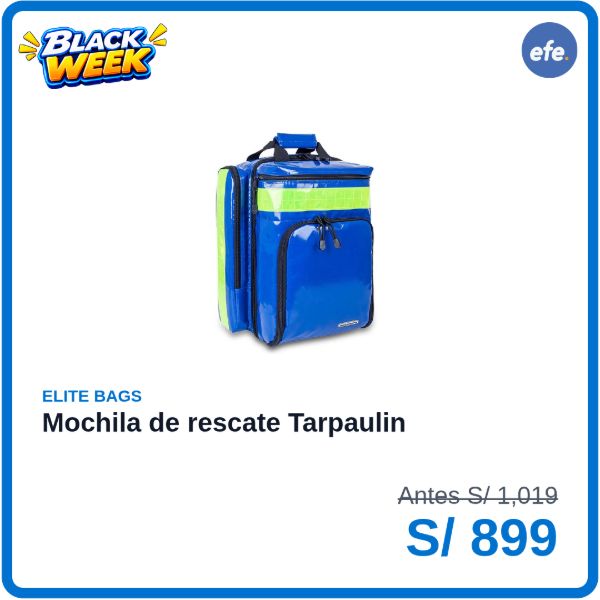 BLACK
WEEK
efe.
ELITE BAGS
Mochila de rescate Tarpaulin
Antes S/ 1,019
S/ 899